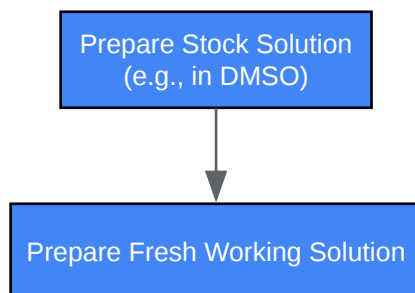 Prepare Stock Solution
(e.g., in DMSO)
Prepare Fresh Working Solution